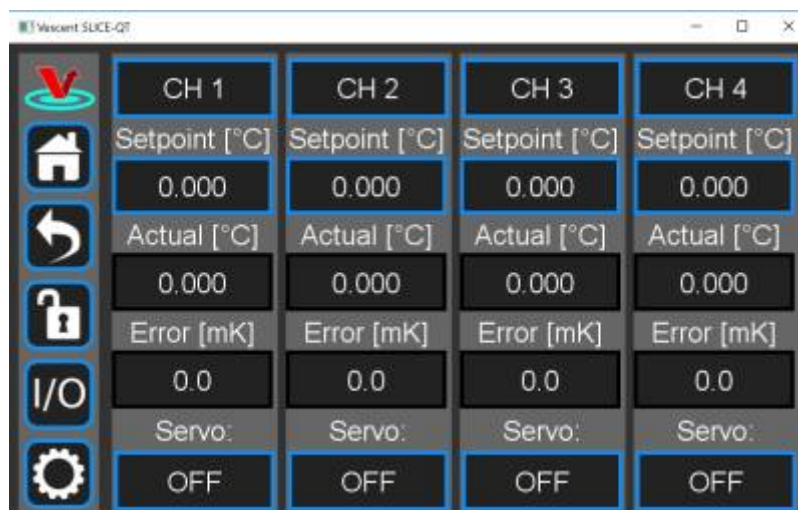 Vescent SLICE-QT
CH 1 CH 2 CH 3 CH 4
Setpoint [°C] Setpoint [°C] Setpoint [°C] Setpoint [°C]
0.000 0.000 0.000 0.000
Actual [°C] Actual [°C] Actual [°C] Actual [°C]
0.000 0.000 0.000 0.000
Error [mK] Error [mK] Error [mK] Error [mK]
I/O 0.0 0.0 0.0 0.0
Servo: Servo: Servo: Servo:
OFF OFF OFF OFF